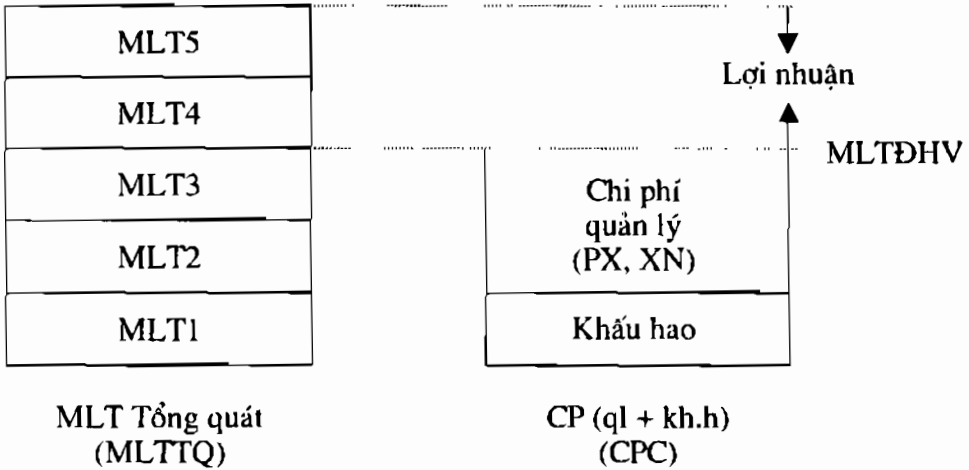 MLT5
MLT4
MLT3
MLT2
MLT1
MLT Tổng quát
(MLTTQ)
Chi phí
quản lý
(PX, XN)
Khấu hao
CP (ql + kh.h)
(CPC)
Lợi nhuận
MLTĐHV